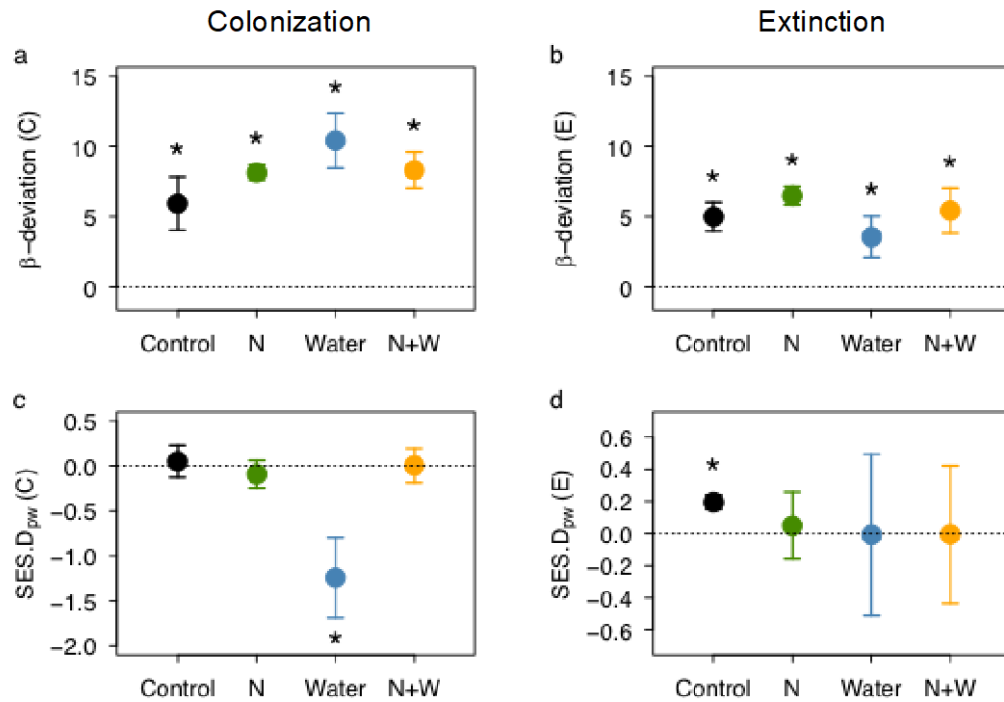 Colonization
Extinction
a
b
β−deviation (C)
15
10
5
0
*
*
*
*
Control
N
Water
N+W
β−deviation (E)
15
10
5
0
*
*
*
*
Control
N
Water
N+W
c
d
SES.Dpw (C)
0.5
0.0
−0.5
−1.0
−1.5
−2.0
*
Control
N
Water
N+W
SES.Dpw (E)
0.6
0.4
0.2
0.0
−0.2
−0.4
−0.6
*
Control
N
Water
N+W